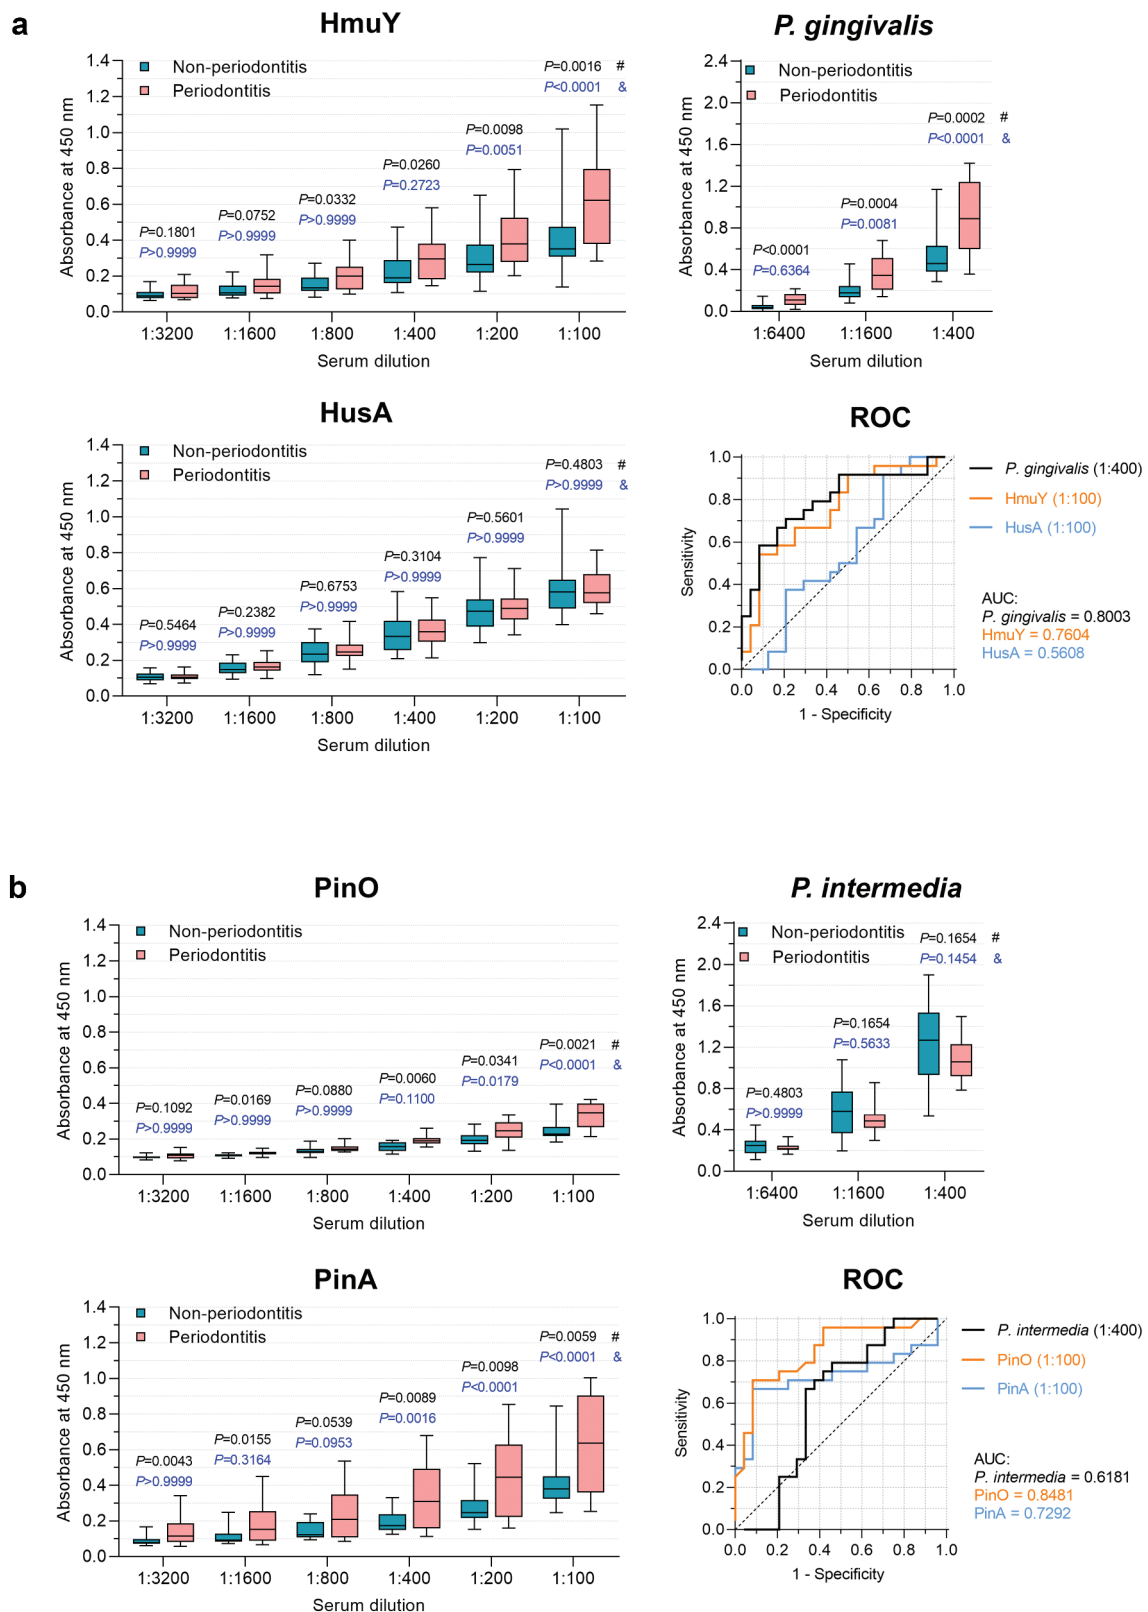 a
HmuY
1.4
1.2
1.0
0.8
0.6
0.4
0.2
0.0
Absorbance at 450 nm
Non-periodontitis
Periodontitis
P=0.1801
P>0.9999
P=0.0752
P>0.9999
P=0.0332
P>0.9999
P=0.0260
P=0.2723
P=0.0098
P=0.0051
P=0.0016 #
P<0.0001 &
1:3200 1:1600 1:800 1:400 1:200 1:100
Serum dilution
P. gingivalis
2.4
2.0
1.6
1.2
0.8
0.4
0.0
Absorbance at 450 nm
Non-periodontitis
Periodontitis
P<0.0001
P=0.6364
P=0.0004
P=0.0081
P=0.0002 #
P<0.0001 &
1:6400 1:1600 1:400
Serum dilution
HusA
1.4
1.2
1.0
0.8
0.6
0.4
0.2
0.0
Absorbance at 450 nm
Non-periodontitis
Periodontitis
P=0.5464
P>0.9999
P=0.2382
P>0.9999
P=0.6753
P>0.9999
P=0.3104
P>0.9999
P=0.5601
P>0.9999
P=0.4803 #
P>0.9999 &
1:3200 1:1600 1:800 1:400 1:200 1:100
Serum dilution
ROC
1.0
0.8
0.6
0.4
0.2
0.0
Sensitivity
0.0 0.2 0.4 0.6 0.8 1.0
1 - Specificity
P. gingivalis (1:400)
HmuY (1:100)
HusA (1:100)
AUC:
P. gingivalis = 0.8003
HmuY = 0.7604
HusA = 0.5608
b
PinO
1.4
1.2
1.0
0.8
0.6
0.4
0.2
0.0
Absorbance at 450 nm
Non-periodontitis
Periodontitis
P=0.1092
P>0.9999
P=0.0169
P>0.9999
P=0.0880
P>0.9999
P=0.0060
P=0.1100
P=0.0341
P=0.0179
P=0.0021 #
P<0.0001 &
1:3200 1:1600 1:800 1:400 1:200 1:100
Serum dilution
P. intermedia
2.4
2.0
1.6
1.2
0.8
0.4
0.0
Absorbance at 450 nm
Non-periodontitis
Periodontitis
P=0.4803
P>0.9999
P=0.1654
P=0.5633
P=0.1654 #
P=0.1454 &
1:6400 1:1600 1:400
Serum dilution
PinA
1.4
1.2
1.0
0.8
0.6
0.4
0.2
0.0
Absorbance at 450 nm
Non-periodontitis
Periodontitis
P=0.0043
P>0.9999
P=0.0155
P=0.3164
P=0.0539
P=0.0953
P=0.0089
P=0.0016
P=0.0098
P<0.0001
P=0.0059 #
P<0.0001 &
1:3200 1:1600 1:800 1:400 1:200 1:100
Serum dilution
ROC
1.0
0.8
0.6
0.4
0.2
0.0
Sensitivity
0.0 0.2 0.4 0.6 0.8 1.0
1 - Specificity
P. intermedia (1:400)
PinO (1:100)
PinA (1:100)
AUC:
P. intermedia = 0.6181
PinO = 0.8481
PinA = 0.7292